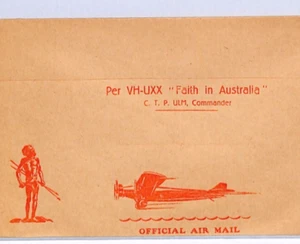 Per VH-UXX "Faith in Australia"
C. T. P. ULM, Commander
OFFICIAL AIR MAIL